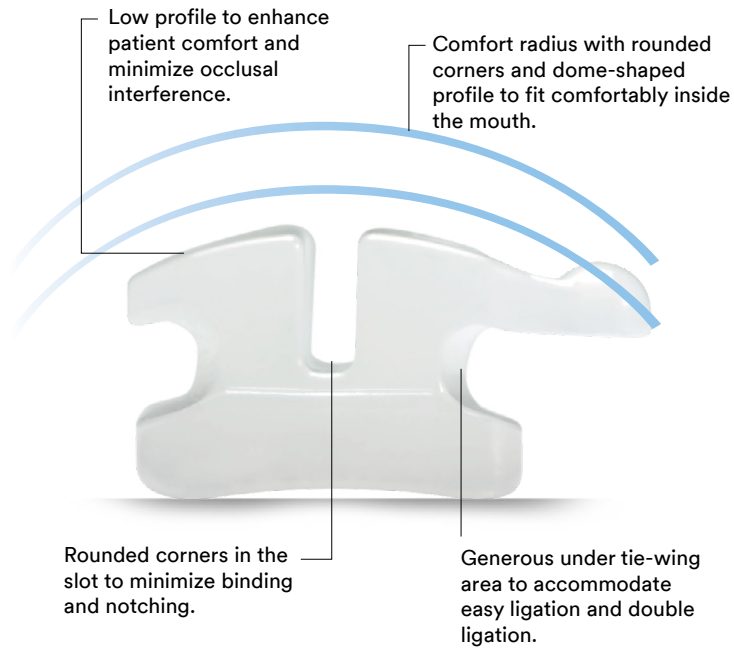 Low profile to enhance
patient comfort and
minimize occlusal
interference.
Comfort radius with rounded
corners and dome-shaped
profile to fit comfortably inside
the mouth.
Rounded corners in the
slot to minimize binding
and notching.
Generous under tie-wing
area to accommodate
easy ligation and double
ligation.